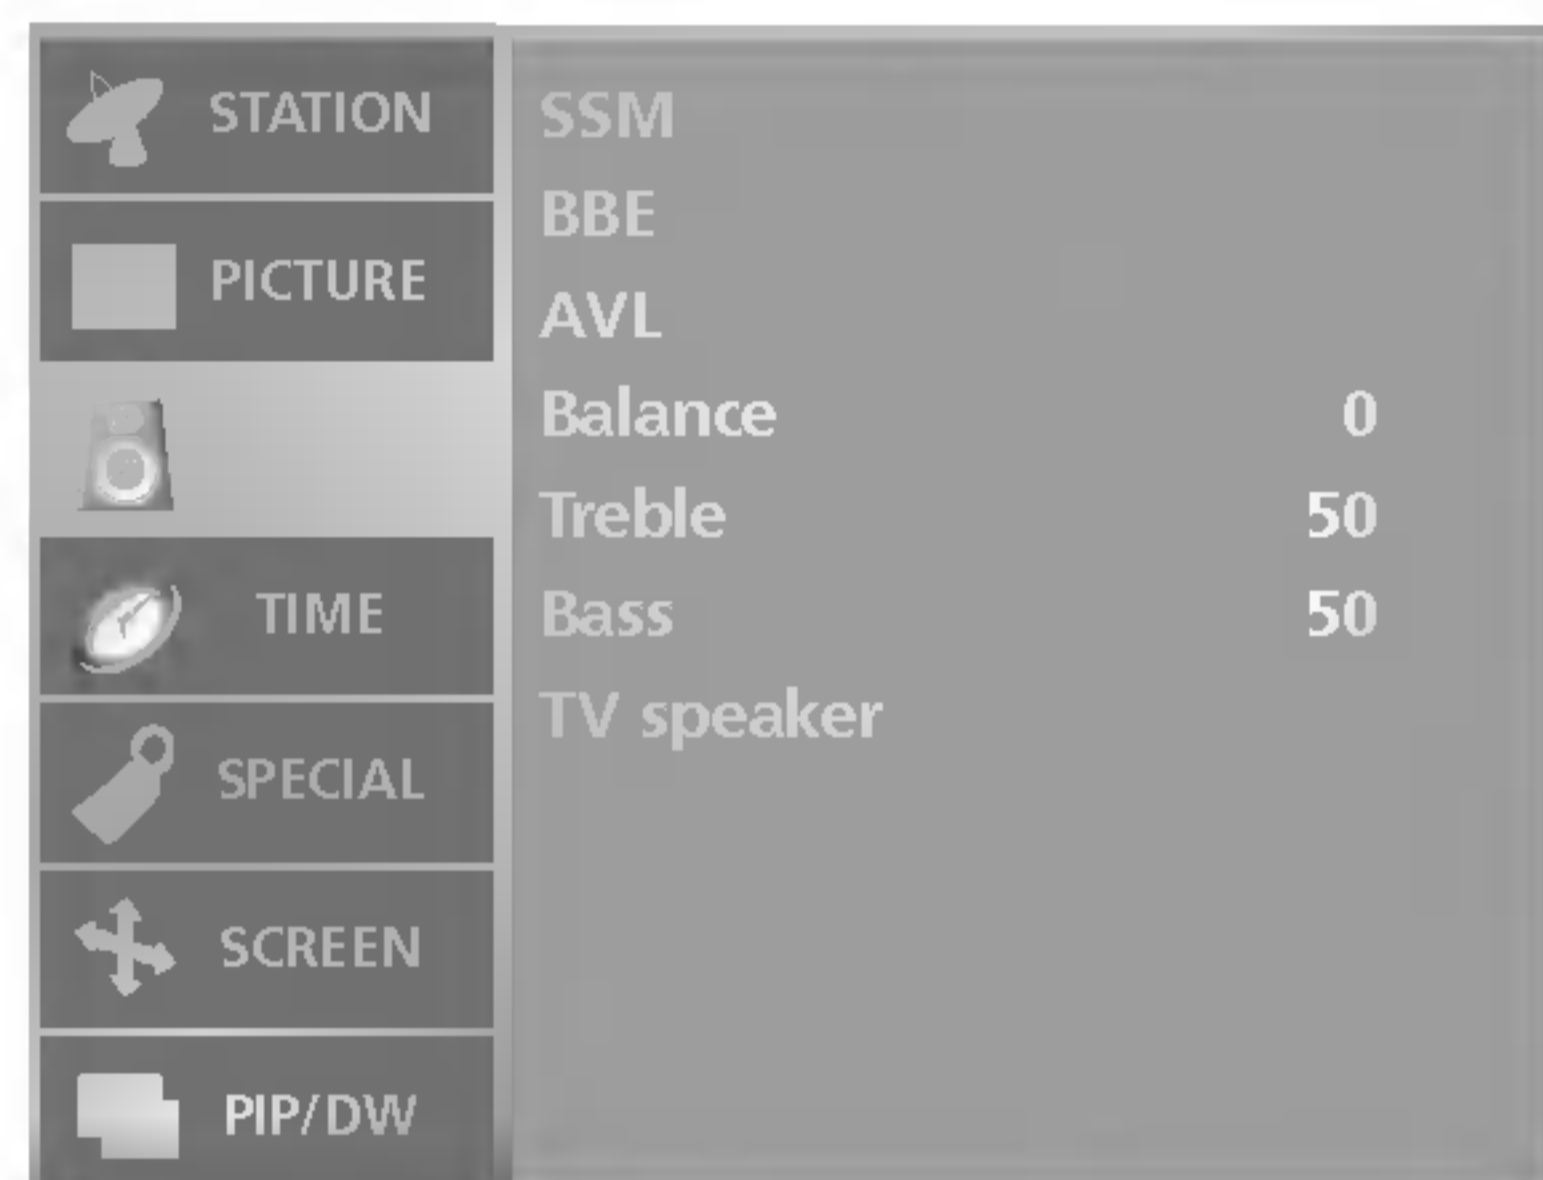 STATION
PICTURE
TIME
SPECIAL
SCREEN
PIP/DW
SSM
BBE
AVL
Balance 0
Treble 50
Bass 50
TV speaker